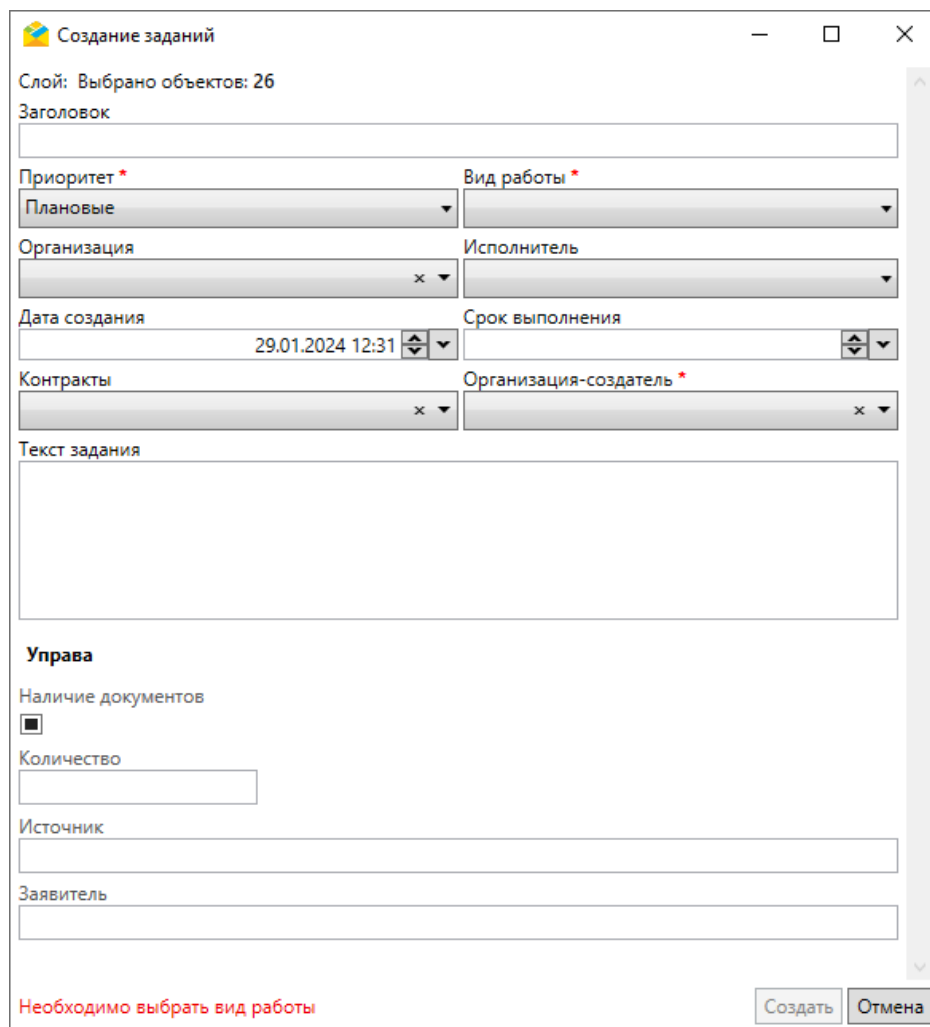 Создание заданий
Слой: Выбрано объектов: 26
Заголовок
Приоритет * Вид работы *
Плановые
Организация Исполнитель
Дата создания Срок выполнения
29.01.2024 12:31
Контракты Организация-создатель *
Текст задания
Управа
Наличие документов
Количество
Источник
Заявитель
Необходимо выбрать вид работы Создать Отмена